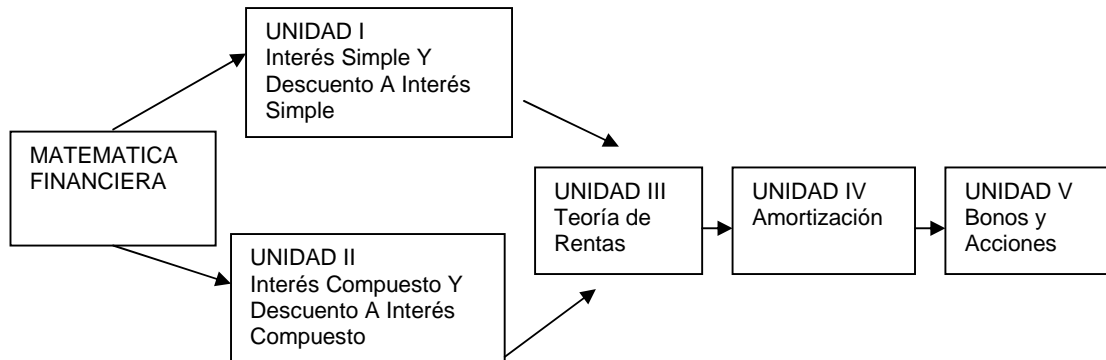 MATEMATICA
FINANCIERA
UNIDAD I
Interés Simple Y
Descuento A Interés
Simple
UNIDAD II
Interés Compuesto Y
Descuento A Interés
Compuesto
UNIDAD III
Teoría de
Rentas
UNIDAD IV
Amortización
UNIDAD V
Bonos y
Acciones